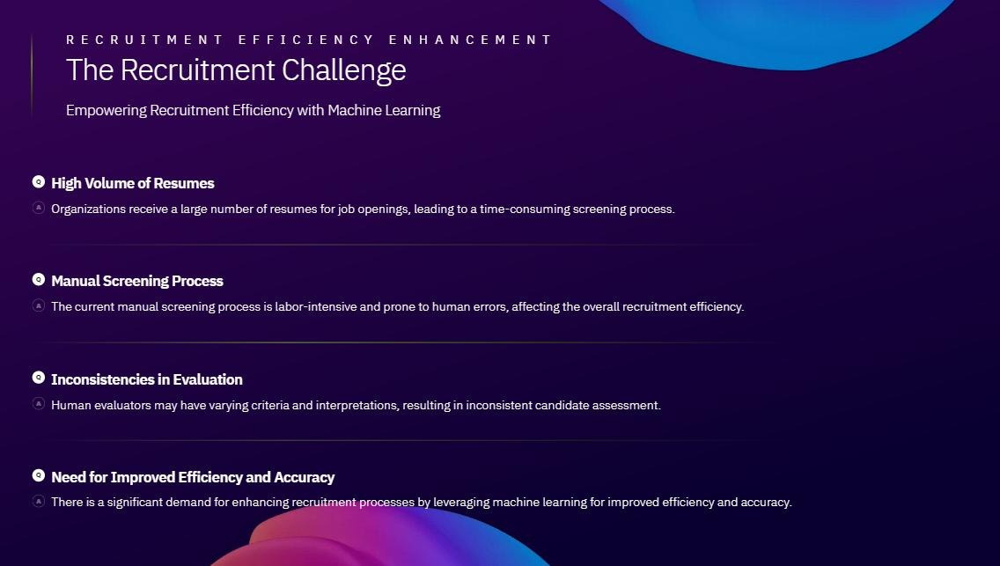 RECRUITMENT EFFICIENCY ENHANCEMENT
The Recruitment Challenge
Empowering Recruitment Efficiency with Machine Learning
Q High Volume of Resumes
A Organizations receive a large number of resumes for job openings, leading to a time-consuming screening process.
Q Manual Screening Process
A The current manual screening process is labor-intensive and prone to human errors, affecting the overall recruitment efficiency.
Q Inconsistencies in Evaluation
A Human evaluators may have varying criteria and interpretations, resulting in inconsistent candidate assessment.
Q Need for Improved Efficiency and Accuracy
A There is a significant demand for enhancing recruitment processes by leveraging machine learning for improved efficiency and accuracy.